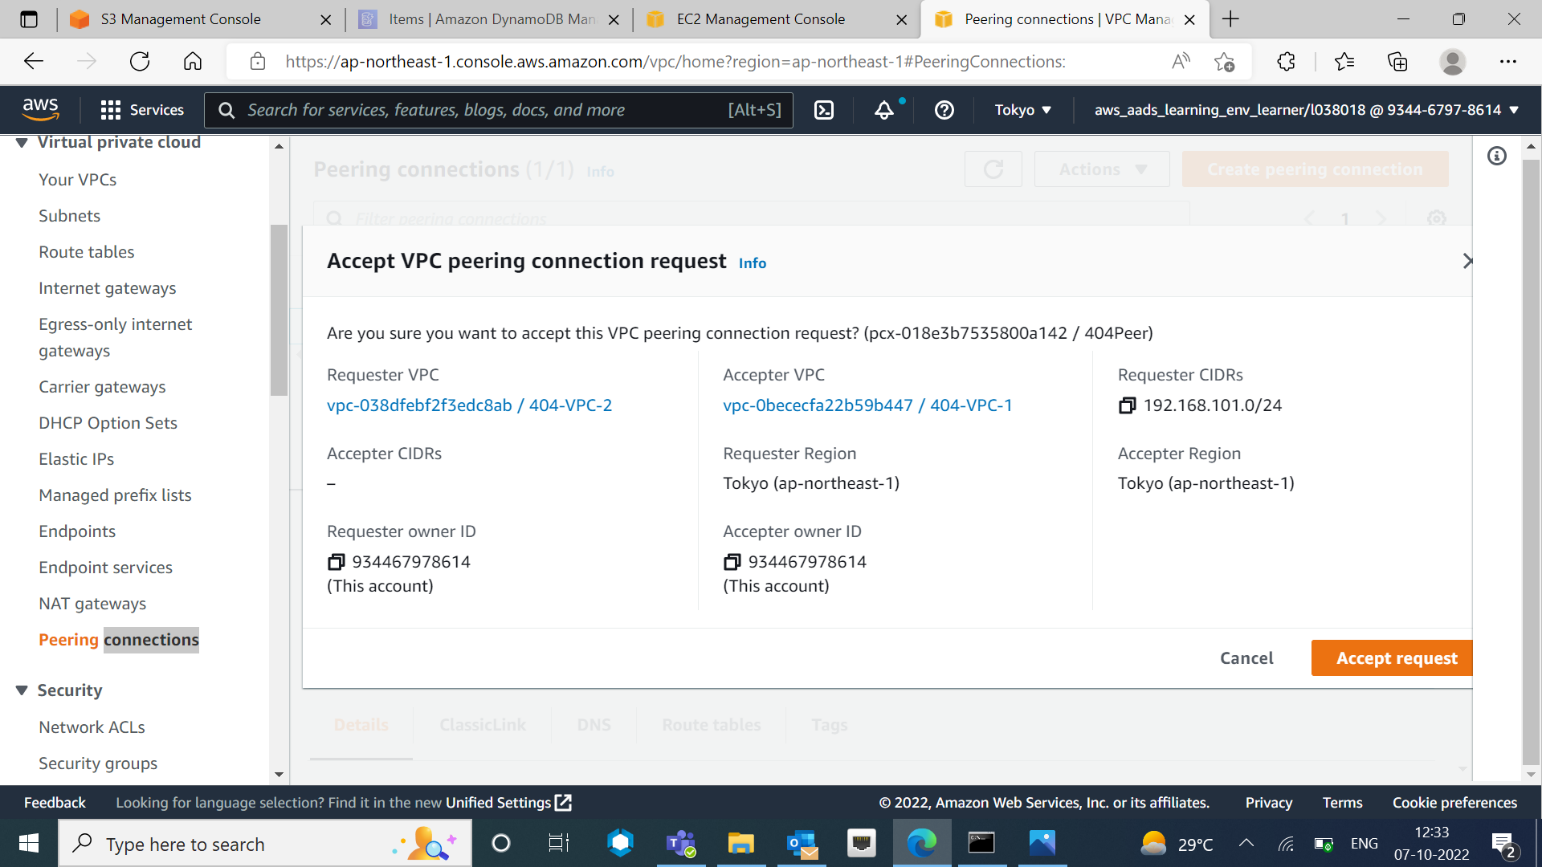 S3 Management Console
Items | Amazon DynamoDB Man
EC2 Management Console
Peering connections | VPC Mana
https://ap-northeast-1.console.aws.amazon.com/vpc/home?region=ap-northeast-1#PeeringConnections:
aws
Services
Search for services, features, blogs, docs, and more [Alt+S]
Tokyo
aws_aads_learning_env_learner/l038018 @ 9344-6797-8614
Virtual private cloud
Your VPCs
Subnets
Route tables
Internet gateways
Egress-only internet
gateways
Carrier gateways
DHCP Option Sets
Elastic IPs
Managed prefix lists
Endpoints
Endpoint services
NAT gateways
Peering connections
Security
Network ACLs
Security groups
Peering connections (1/1) Info
Actions
Create peering connection
Filter peering connections
1
Accept VPC peering connection request Info
Are you sure you want to accept this VPC peering connection request? (pcx-018e3b7535800a142 / 404Peer)
Requester VPC
vpc-038dfebf2f3edc8ab / 404-VPC-2
Accepter VPC
vpc-0bececfa22b59b447 / 404-VPC-1
Requester CIDRs
192.168.101.0/24
Accepter CIDRs
–
Requester Region
Tokyo (ap-northeast-1)
Accepter Region
Tokyo (ap-northeast-1)
Requester owner ID
934467978614
(This account)
Accepter owner ID
934467978614
(This account)
Cancel
Accept request
Details
ClassicLink
DNS
Route tables
Tags
Feedback
Looking for language selection? Find it in the new Unified Settings
© 2022, Amazon Web Services, Inc. or its affiliates.
Privacy
Terms
Cookie preferences
Type here to search
29°C
ENG
12:33
07-10-2022
2